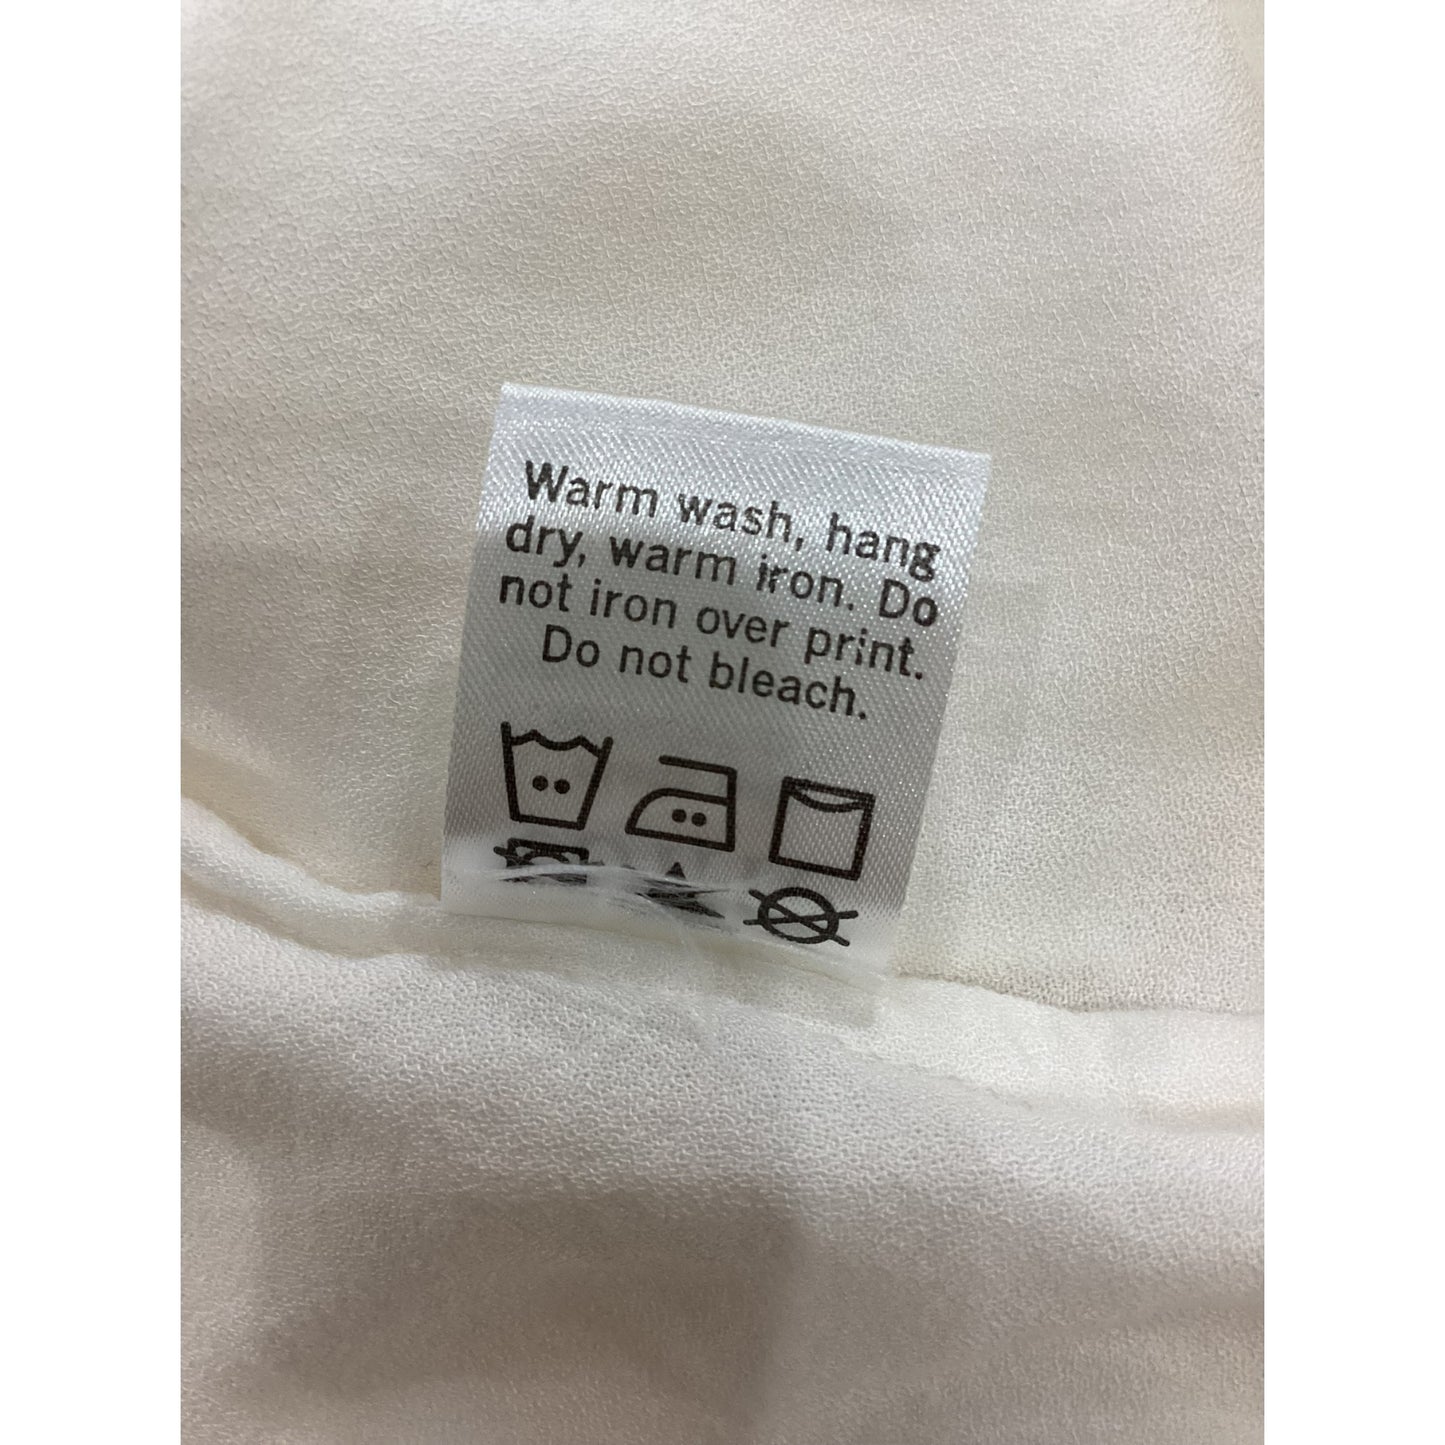 Warm wash, hang
dry, warm iron. Do
not iron over print.
Do not bleach.